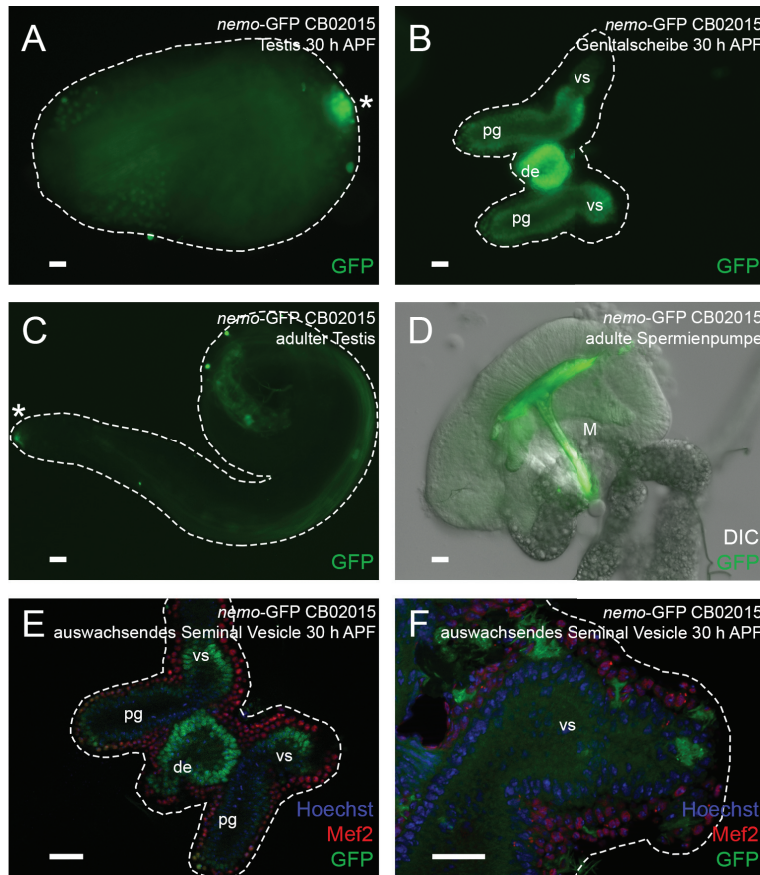 A
nemo-GFP CB02015
Testis 30 h APF
*
GFP
B
nemo-GFP CB02015
Genitalscheibe 30 h APF
vs
pg
de
pg
vs
GFP
C
nemo-GFP CB02015
adulter Testis
*
GFP
D
nemo-GFP CB02015
adulte Spermienpumpe
M
DIC
GFP
E
nemo-GFP CB02015
auswachsendes Seminal Vesicle 30 h APF
vs
pg
vs
de
pg
Hoechst
Mef2
GFP
F
nemo-GFP CB02015
auswachsendes Seminal Vesicle 30 h APF
vs
Hoechst
Mef2
GFP